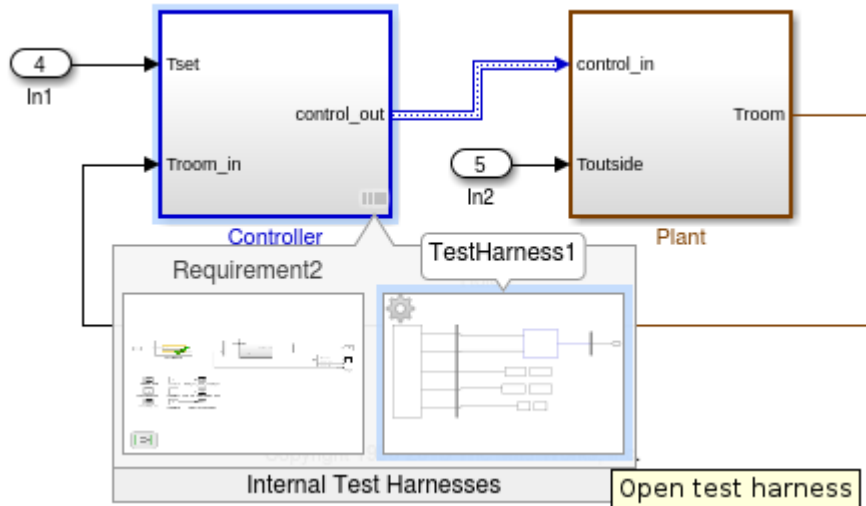 4
Tset
control_in
In1
control_out
Troom
Troom_in
5
Toutside
In2
Controller
Plant
Requirement2
TestHarness1
Internal Test Harnesses
Open test harness